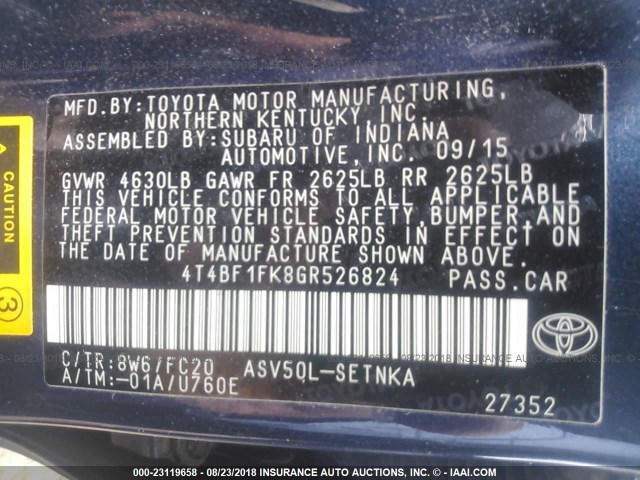 MFD.BY:TOYOTA MOTOR MANUFACTURING,
NORTHERN KENTUCKY, INC.
ASSEMBLED BY:SUBARU OF INDIANA
AUTOMOTIVE,INC. 09/15
GVWR 4630LB GAWR FR 2625LB RR 2625LB
THIS VEHICLE CONFORMS TO ALL APPLICABLE
FEDERAL MOTOR VEHICLE SAFETY,BUMPER,AND
THEFT PREVENTION STANDARDS IN EFFECT ON
THE DATE OF MANUFACTURE SHOWN ABOVE.
4T4BF1FK8GR526824 PASS.CAR
C/TR:8W6/FC20 ASV50L-SETNKA
A/TM:-01A/U760E
27352
CAUTION
3
000-23119658 - 08/23/2018 - INSURANCE AUTO AUCTIONS, INC. - © - IAAI.COM